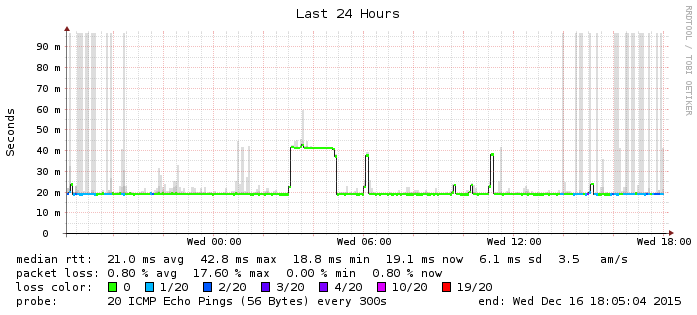 Last 24 Hours
RRDTOOL / TOBI OETIKER
Seconds
90 m
80 m
70 m
60 m
50 m
40 m
30 m
20 m
10 m
0
Wed 00:00 Wed 06:00 Wed 12:00 Wed 18:00
median rtt: 21.0 ms avg 42.8 ms max 18.8 ms min 19.1 ms now 6.1 ms sd 3.5 am/s
packet loss: 0.80 % avg 17.60 % max 0.00 % min 0.80 % now
loss color: 0 1/20 2/20 3/20 4/20 10/20 19/20
probe: 20 ICMP Echo Pings (56 Bytes) every 300s end: Wed Dec 16 18:05:04 2015